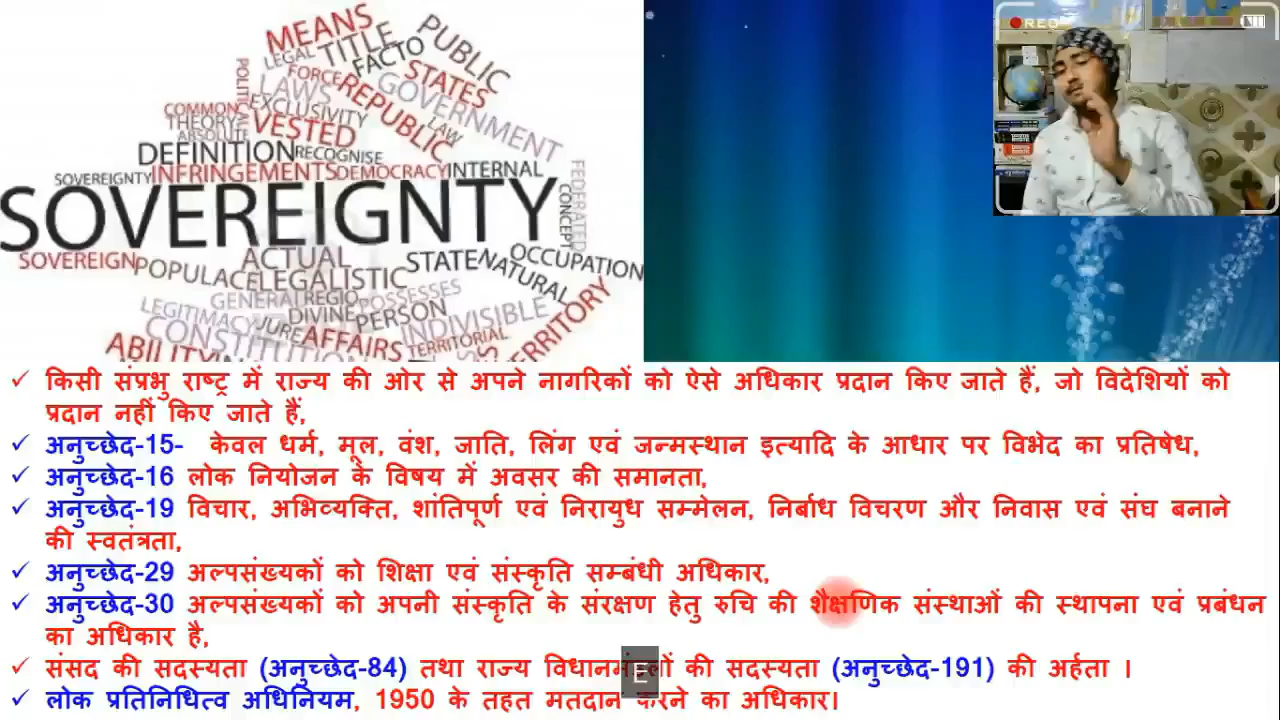 MEANS
LEGAL TITLE
FACTO
PUBLIC
STATES
GOVERNMENT
FORCE
LAWS
REPUBLIC
LAW
EXCLUSIVITY
COMMON
THEORY
ABSOLUTE
VESTED
DEFINITION
RECOGNISE
SOVEREIGNTY
INFRINGEMENTS
DEMOCRACY
INTERNAL
FEDERATED
CONCEPT
SOVEREIGNTY
SOVEREIGN
POPULACE
ACTUAL
LEGALISTIC
STATE
NATURAL
OCCUPATION
GENERAL
POSSESSES
LEGITIMACY
JURE
DIVINE
PERSON
INDIVISIBLE
AFFAIRS
TERRITORIAL
TERRITORY
ABILITY
REC
किसी संप्रभु राष्ट्र में राज्य की ओर से अपने नागरिकों को ऐसे अधिकार प्रदान किए जाते हैं, जो विदेशियों को
प्रदान नहीं किए जाते हैं,
अनुच्छेद-15- केवल धर्म, मूल, वंश, जाति, लिंग एवं जन्मस्थान इत्यादि के आधार पर विभेद का प्रतिषेध,
अनुच्छेद-16 लोक नियोजन के विषय में अवसर की समानता,
अनुच्छेद-19 विचार, अभिव्यक्ति, शांतिपूर्ण एवं निरायुध सम्मेलन, निर्बाध विचरण और निवास एवं संघ बनाने
की स्वतंत्रता,
अनुच्छेद-29 अल्पसंख्यकों को शिक्षा एवं संस्कृति सम्बंधी अधिकार,
अनुच्छेद-30 अल्पसंख्यकों को अपनी संस्कृति के संरक्षण हेतु रुचि की शैक्षणिक संस्थाओं की स्थापना एवं प्रबंधन
का अधिकार है,
संसद की सदस्यता (अनुच्छेद-84) तथा राज्य विधानमंडलों की सदस्यता (अनुच्छेद-191) की अर्हता ।
लोक प्रतिनिधित्व अधिनियम, 1950 के तहत मतदान करने का अधिकार।
E